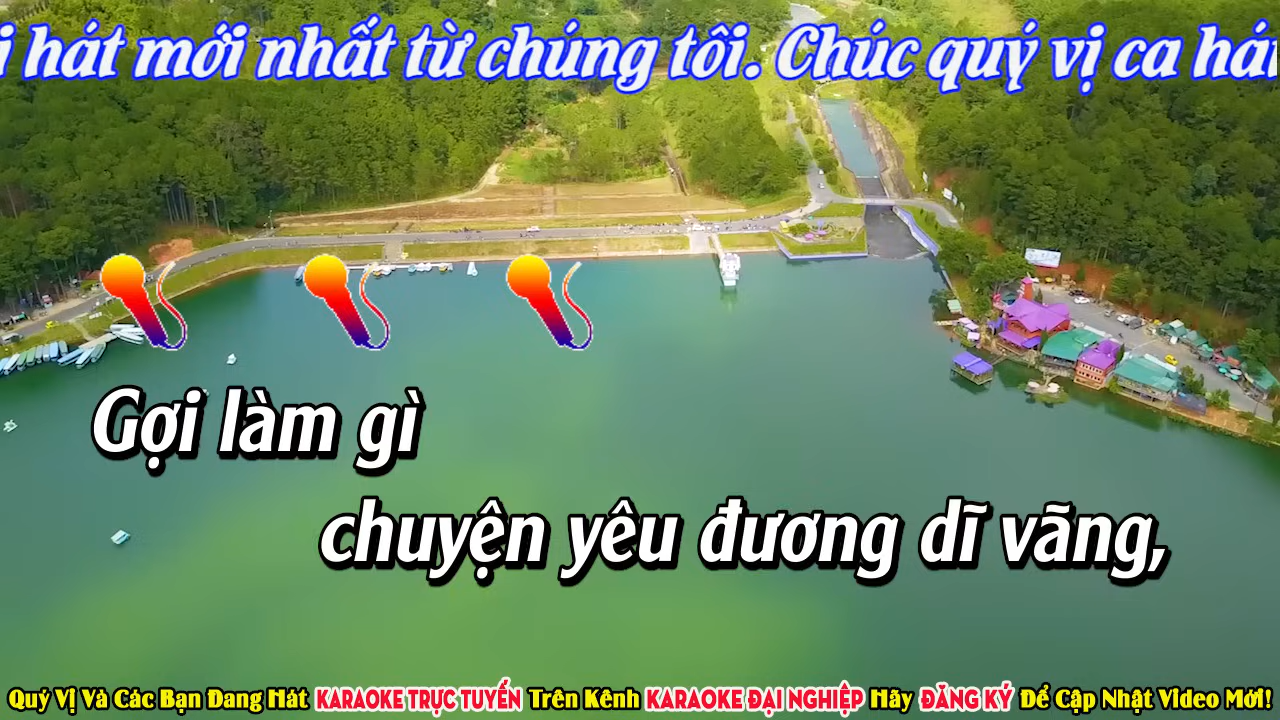 i hát mới nhất từ chúng tôi. Chúc quý vị ca hát
Gợi làm gì
chuyện yêu đương dĩ vãng,
Quý Vị Và Các Bạn Đang Hát KARAOKE TRỰC TUYẾN Trên Kênh KARAOKE ĐẠI NGHIỆP Hãy ĐĂNG KÝ Để Cập Nhật Video Mới!